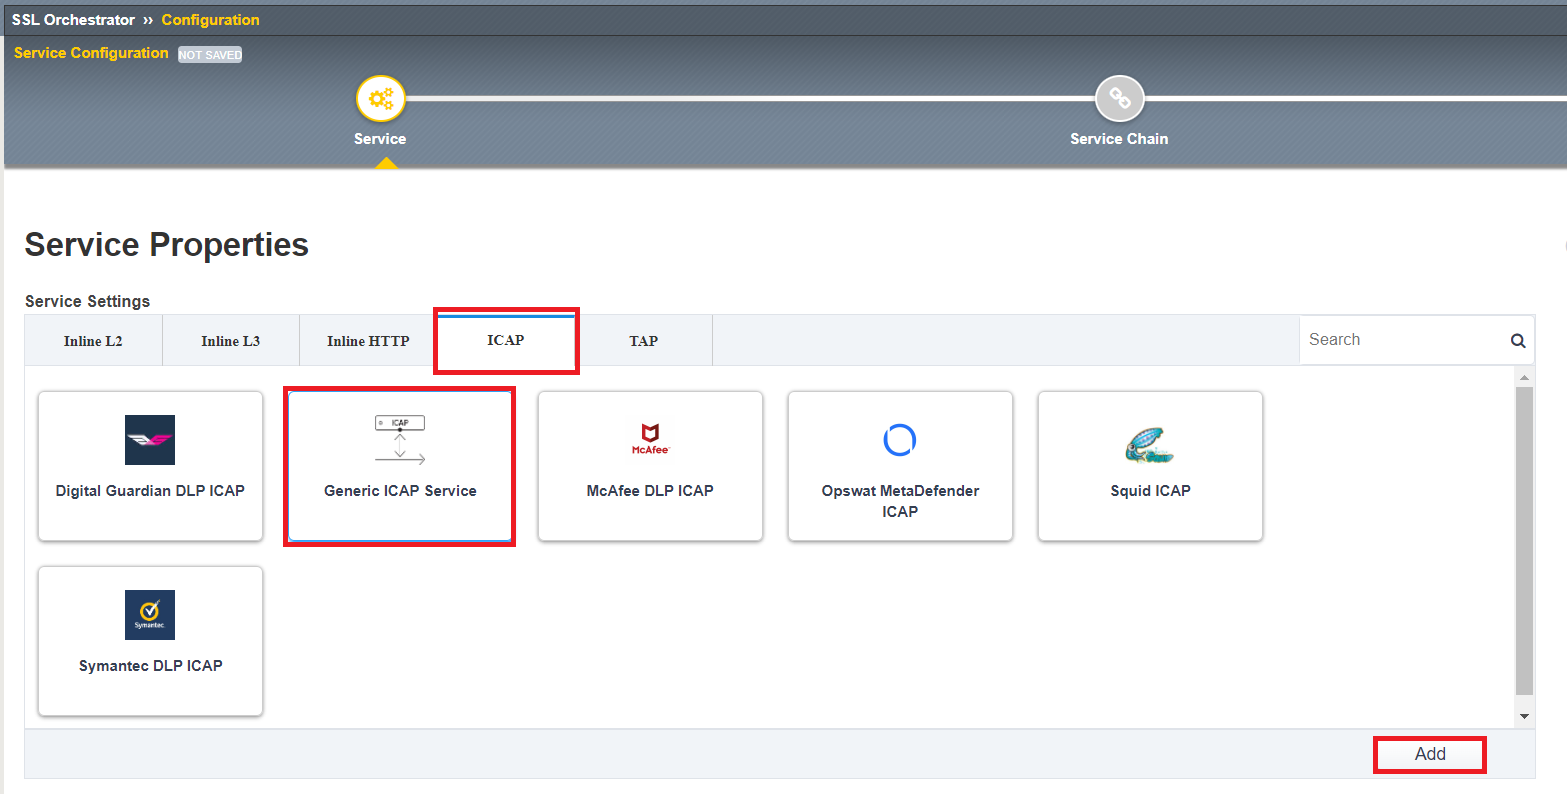 SSL Orchestrator ›› Configuration
Service Configuration NOT SAVED
Service
Service Chain
Service Properties
Service Settings
Inline L2
Inline L3
Inline HTTP
ICAP
TAP
Search
Digital Guardian DLP ICAP
ICAP
Generic ICAP Service
McAfee
McAfee DLP ICAP
Opswat MetaDefender
ICAP
Squid ICAP
Symantec.
Symantec DLP ICAP
Add